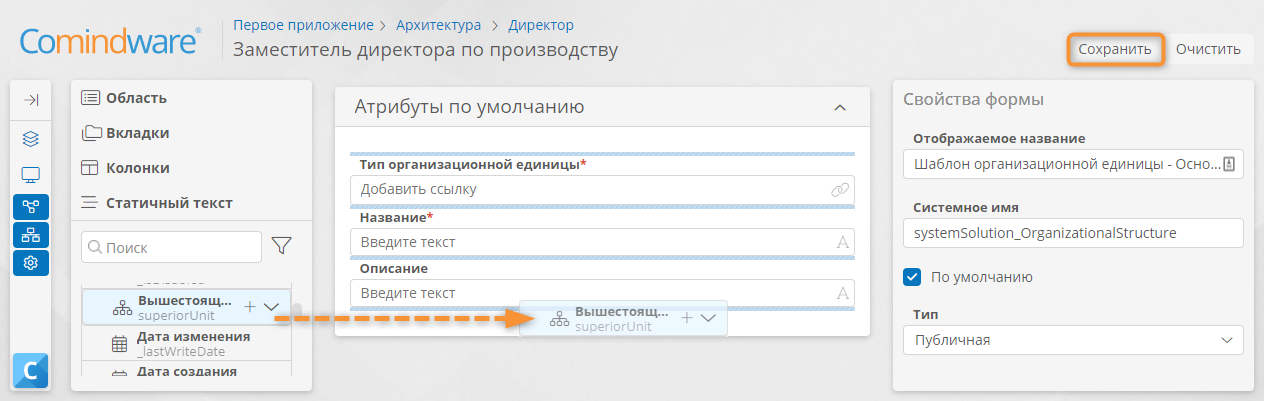 Comindware®
Первое приложение > Архитектура > Директор
Заместитель директора по производству
Сохранить
Очистить
Область
Вкладки
Колонки
Статичный текст
Поиск
Вышестоящ...
superiorUnit
Дата изменения
_lastWriteDate
Дата создания
Атрибуты по умолчанию
Тип организационной единицы*
Добавить ссылку
Название*
Введите текст
Описание
Введите текст
Вышестоящ...
superiorUnit
Свойства формы
Отображаемое название
Шаблон организационной единицы - Осно...
Системное имя
systemSolution_OrganizationalStructure
По умолчанию
Тип
Публичная